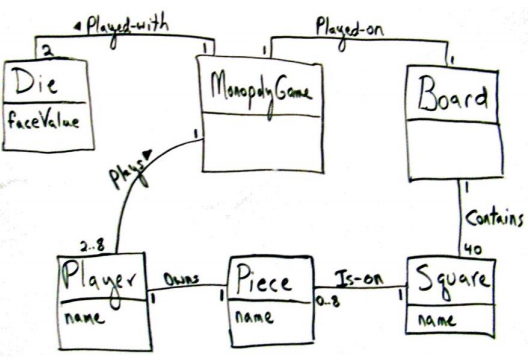 ◄ Played-with
Played-on
2
1
1
1
Die
faceValue
MonopolyGame
Board
1
Plays ►
1
Contains
2..8
40
Player
name
Owns
1
1
Piece
name
Is-on
0..8
1
Square
name